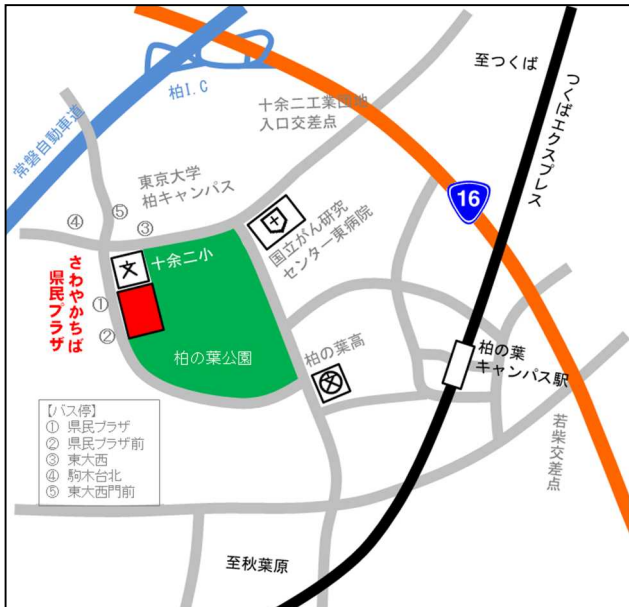 至つくば
柏I.C
十余二工業団地
入口交差点
つくばエクスプレス
常磐自動車道
東京大学
柏キャンパス
16
④
⑤
③
国立がん研究
センター東病院
十余二小
さわやかちば
県民プラザ
①
②
柏の葉公園
柏の葉高
柏の葉
キャンパス駅
若柴交差点
【バス停】
① 県民プラザ
② 県民プラザ前
③ 東大西
④ 駒木台北
⑤ 東大西門前
至秋葉原